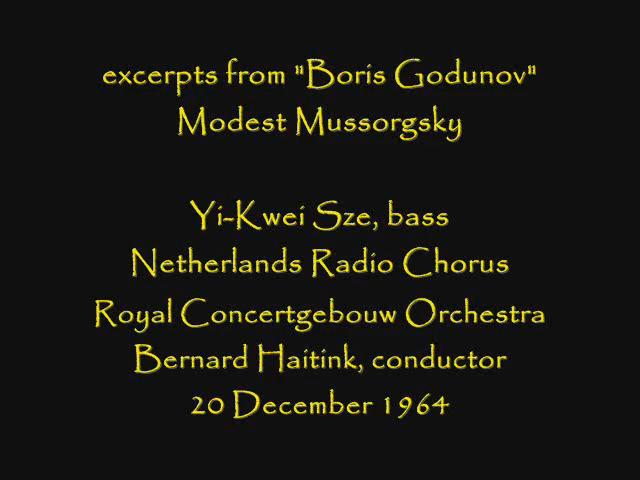 excerpts from "Boris Godunov"
Modest Mussorgsky
Yi-Kwei Sze, bass
Netherlands Radio Chorus
Royal Concertgebouw Orchestra
Bernard Haitink, conductor
20 December 1964